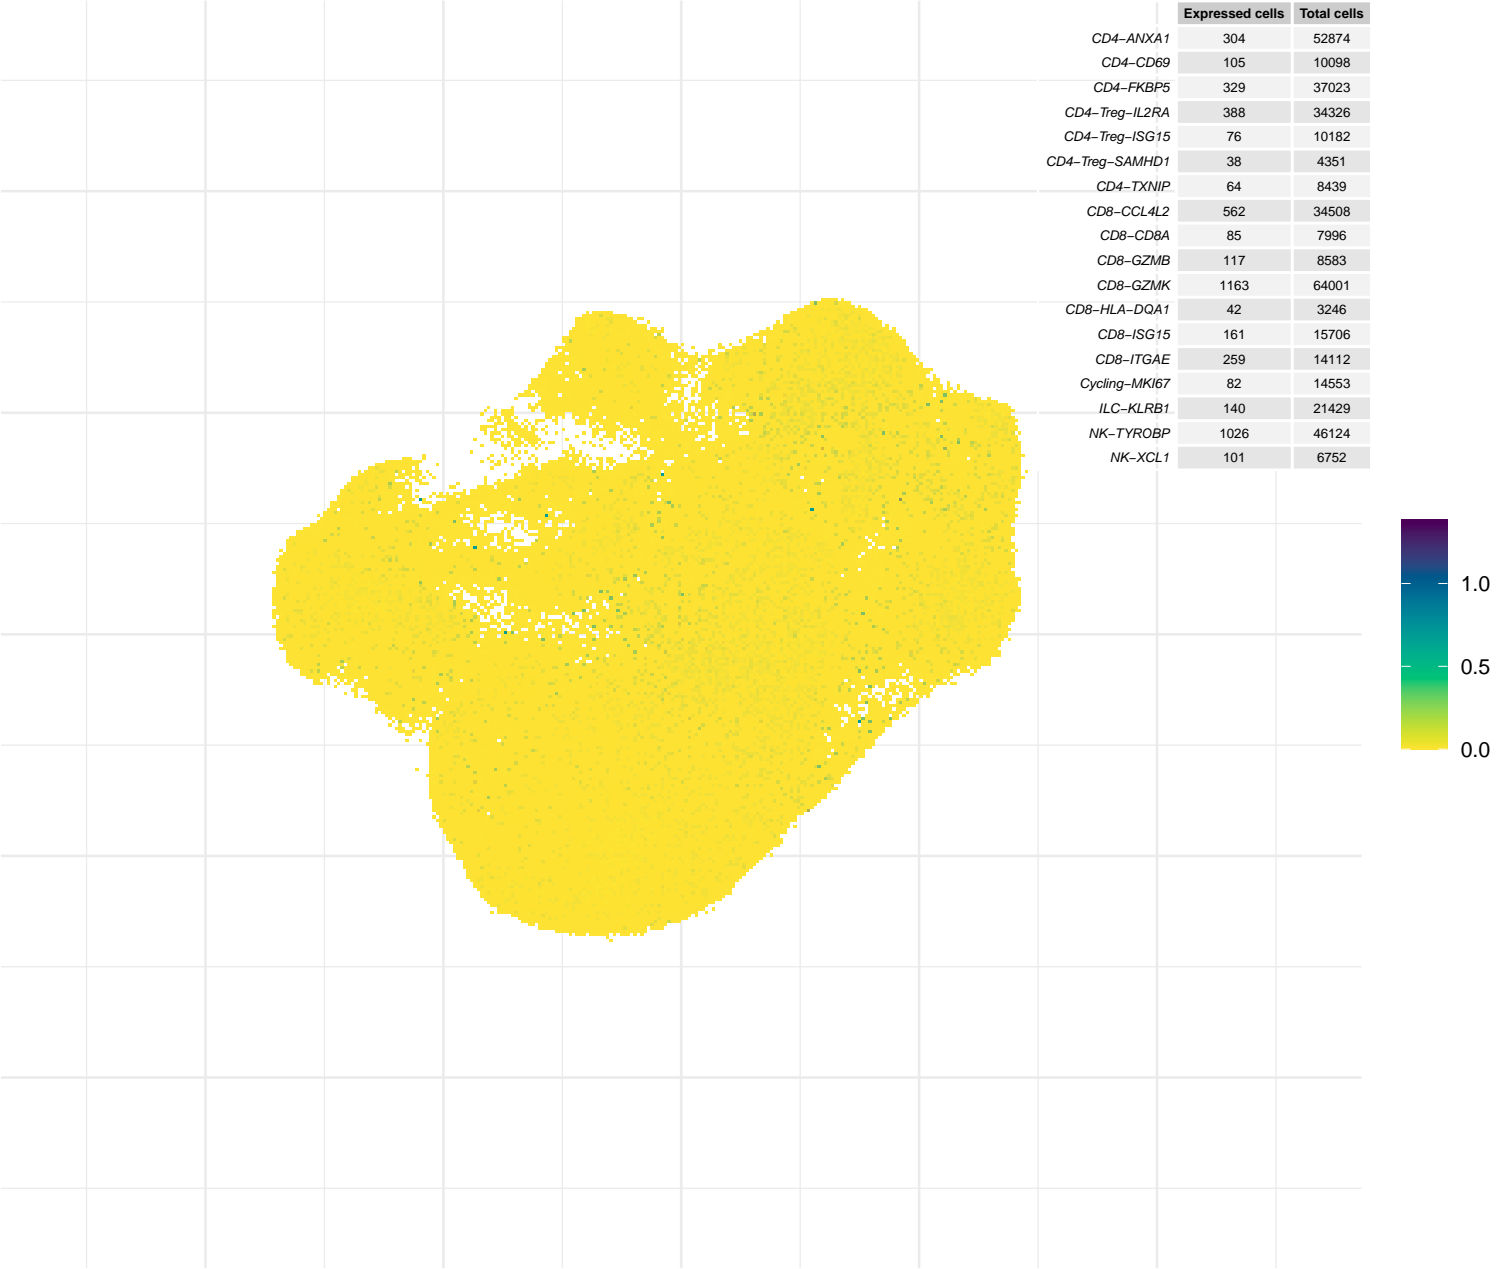 Expressed cells Total cells
CD4−ANXA1 304 52874
CD4−CD69 105 10098
CD4−FKBP5 329 37023
CD4−Treg−IL2RA 388 34326
CD4−Treg−ISG15 76 10182
CD4−Treg−SAMHD1 38 4351
CD4−TXNIP 64 8439
CD8−CCL4L2 562 34508
CD8−CD8A 85 7996
CD8−GZMB 117 8583
CD8−GZMK 1163 64001
CD8−HLA−DQA1 42 3246
CD8−ISG15 161 15706
CD8−ITGAE 259 14112
Cycling−MKI67 82 14553
ILC−KLRB1 140 21429
NK−TYROBP 1026 46124
NK−XCL1 101 6752
1.0
0.5
0.0